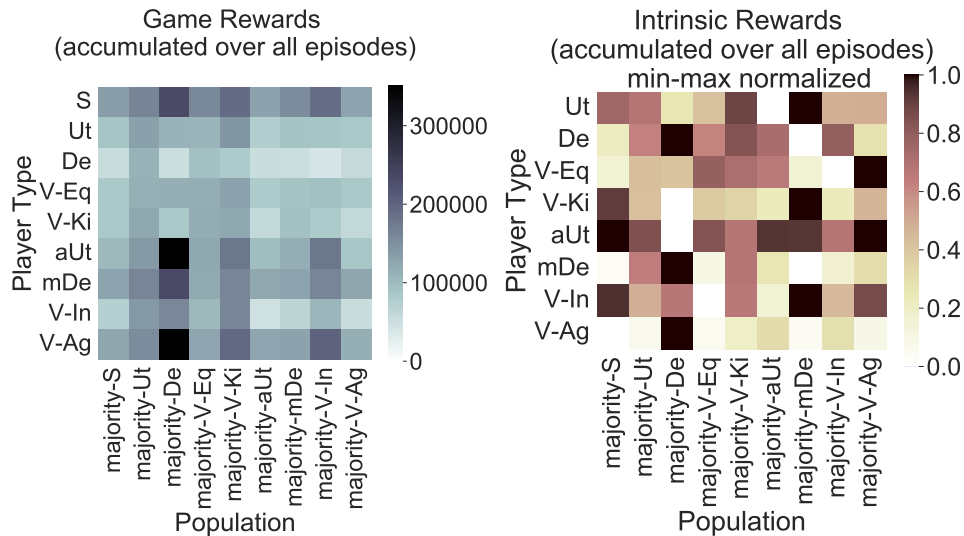 Game Rewards
(accumulated over all episodes)
Player Type
S
Ut
De
V-Eq
V-Ki
aUt
mDe
V-In
V-Ag
majority-S
majority-Ut
majority-De
majority-V-Eq
majority-V-Ki
majority-aUt
majority-mDe
majority-V-In
majority-V-Ag
Population
300000
200000
100000
0
Intrinsic Rewards
(accumulated over all episodes)
min-max normalized
Player Type
Ut
De
V-Eq
V-Ki
aUt
mDe
V-In
V-Ag
majority-S
majority-Ut
majority-De
majority-V-Eq
majority-V-Ki
majority-aUt
majority-mDe
majority-V-In
majority-V-Ag
Population
1.0
0.8
0.6
0.4
0.2
0.0